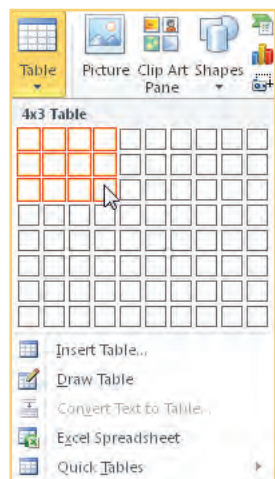 Table Picture Clip Art Shapes
Pane
4x3 Table
Insert Table...
Draw Table
Convert Text to Table...
Excel Spreadsheet
Quick Tables